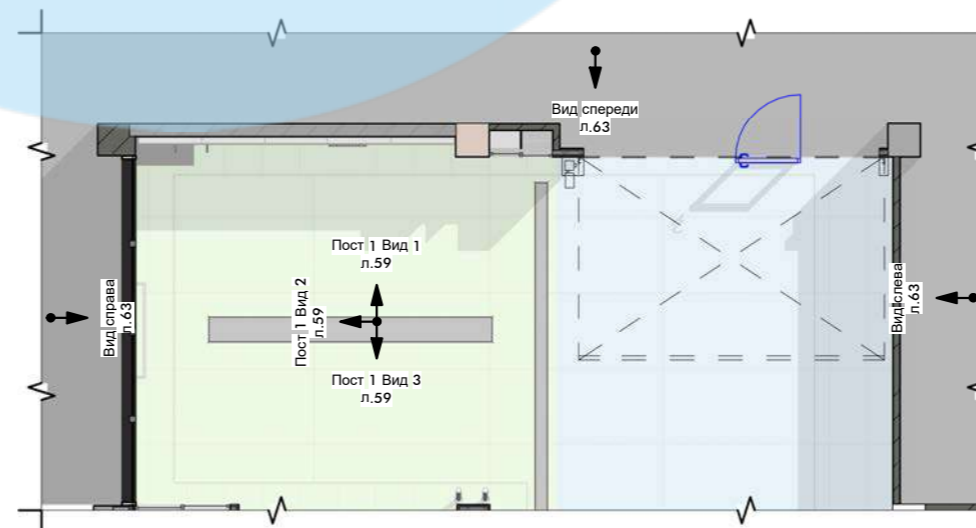 Вид спереди
л.63
Пост 1 Вид 1
л.59
Пост 1 Вид 2
л.59
Вид справа
л.63
Вид слева
л.63
Пост 1 Вид 3
л.59